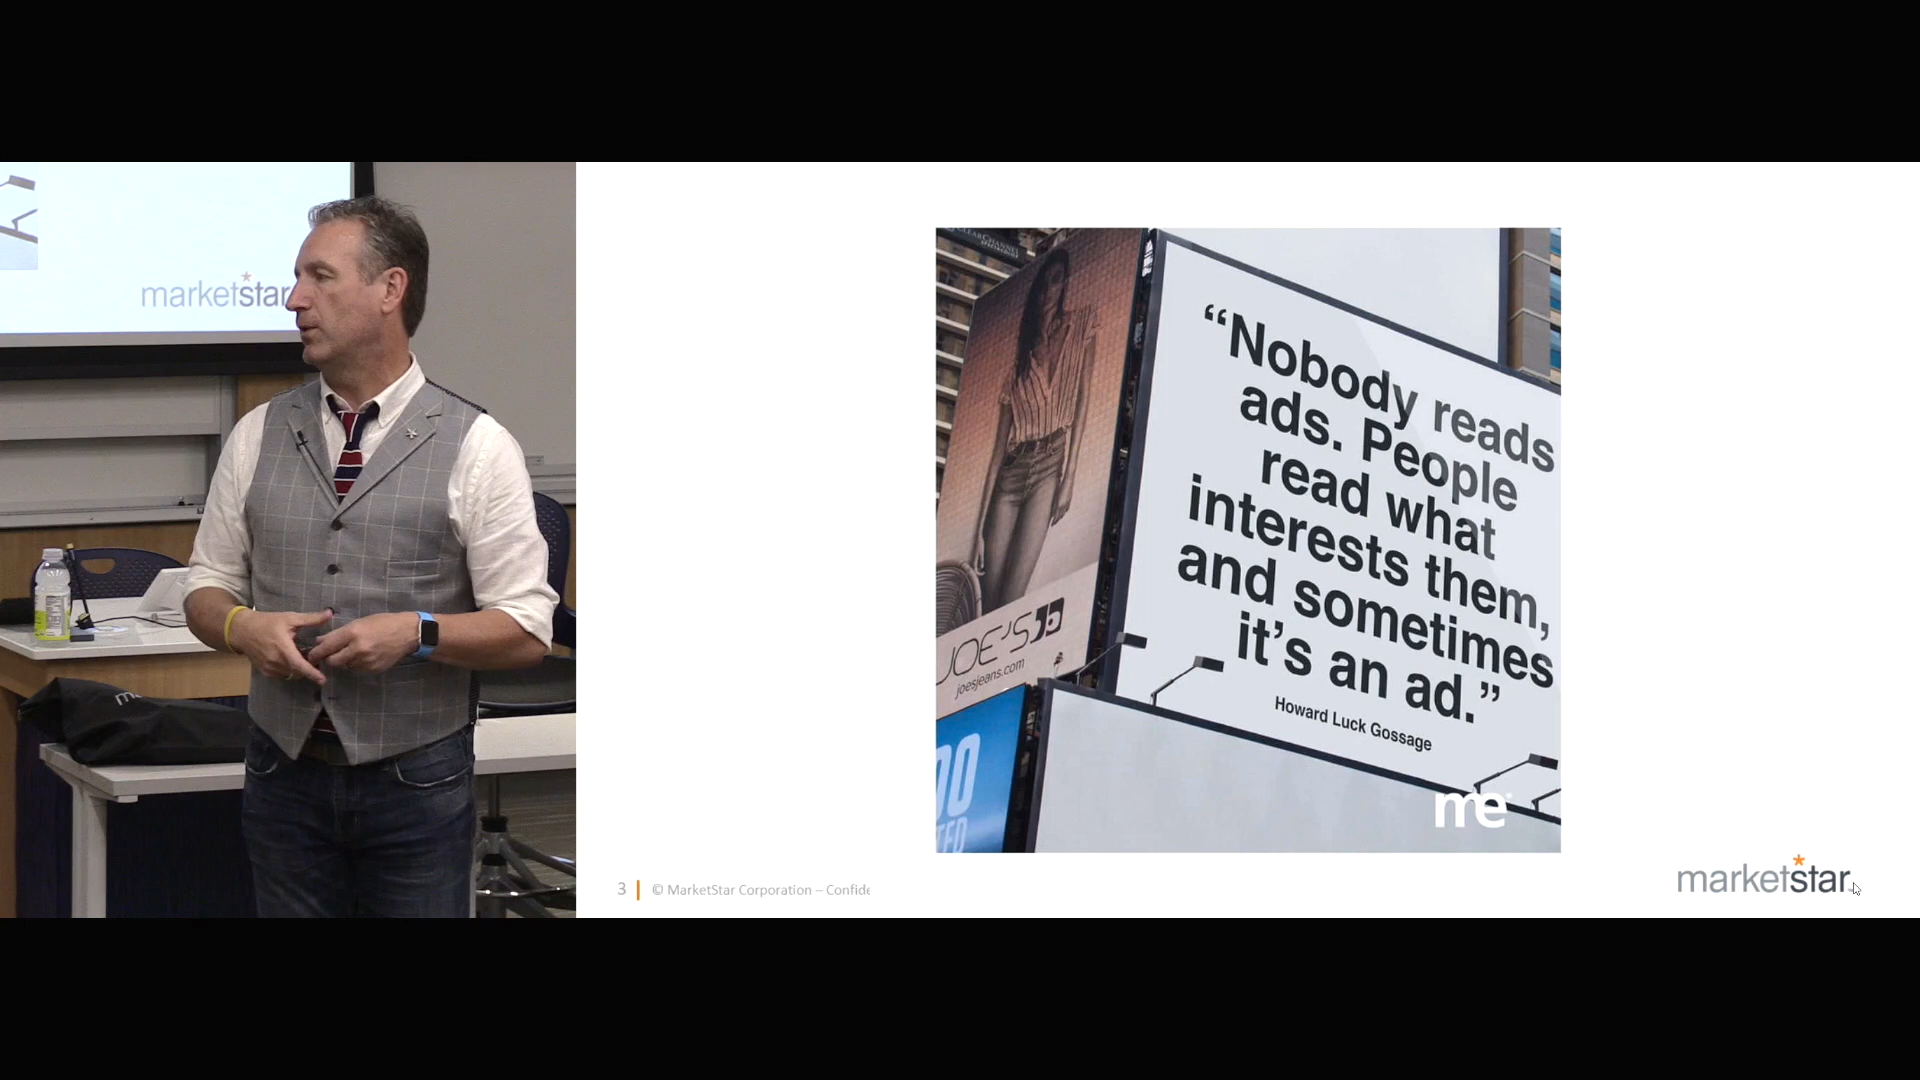 marketstar
CLEARCHANNEL
“Nobody reads
ads. People
read what
interests them,
and sometimes
it’s an ad.”
Howard Luck Gossage
JOE'S
joesjeans.com
me
3
© MarketStar Corporation – Confide
marketstar